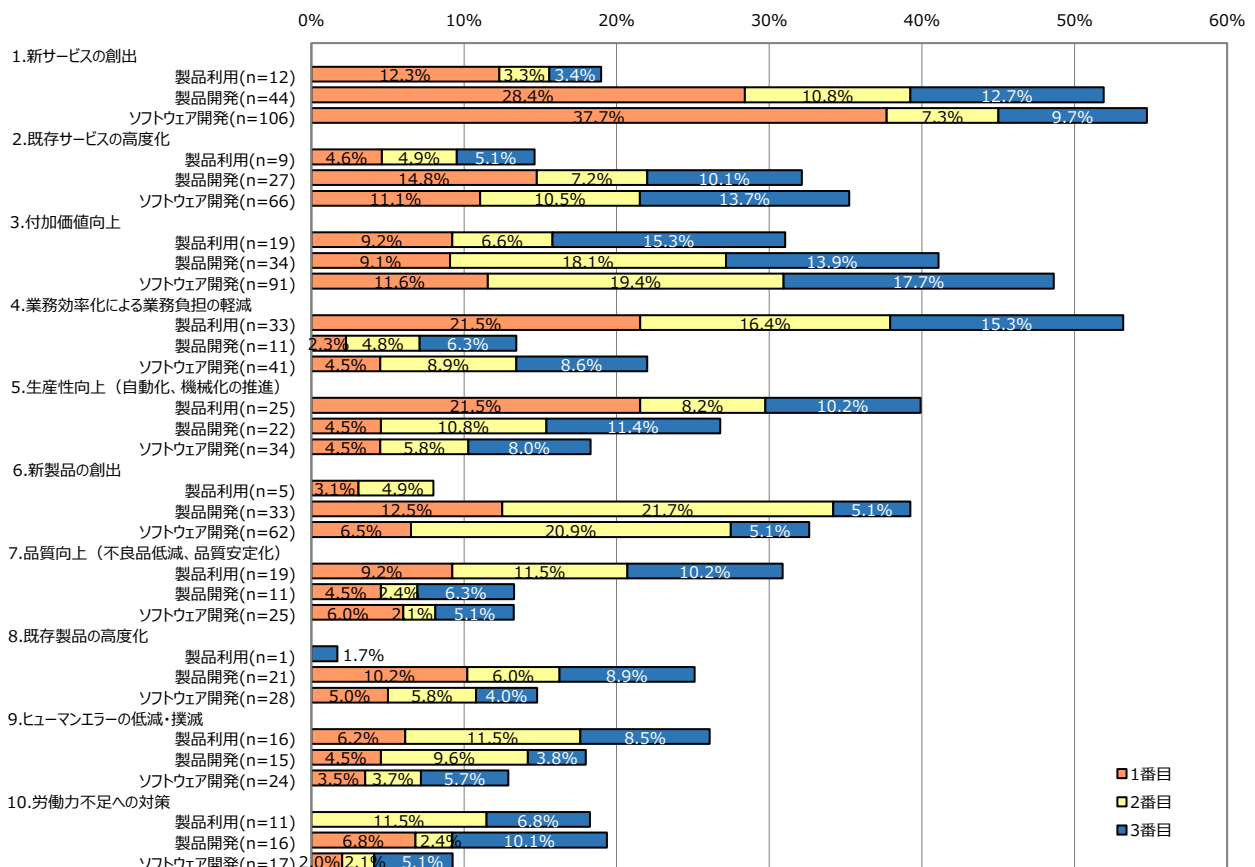 0% 10% 20% 30% 40% 50% 60%
1.新サービスの創出
製品利用(n=12) 12.3% 3.3% 3.4%
製品開発(n=44) 28.4% 10.8% 12.7%
ソフトウェア開発(n=106) 37.7% 7.3% 9.7%
2.既存サービスの高度化
製品利用(n=9) 4.6% 4.9% 5.1%
製品開発(n=27) 14.8% 7.2% 10.1%
ソフトウェア開発(n=66) 11.1% 10.5% 13.7%
3.付加価値向上
製品利用(n=19) 9.2% 6.6% 15.3%
製品開発(n=34) 9.1% 18.1% 13.9%
ソフトウェア開発(n=91) 11.6% 19.4% 17.7%
4.業務効率化による業務負担の軽減
製品利用(n=33) 21.5% 16.4% 15.3%
製品開発(n=11) 2.3% 4.8% 6.3%
ソフトウェア開発(n=41) 4.5% 8.9% 8.6%
5.生産性向上（自動化、機械化の推進）
製品利用(n=25) 21.5% 8.2% 10.2%
製品開発(n=22) 4.5% 10.8% 11.4%
ソフトウェア開発(n=34) 4.5% 5.8% 8.0%
6.新製品の創出
製品利用(n=5) 3.1% 4.9%
製品開発(n=33) 12.5% 21.7% 5.1%
ソフトウェア開発(n=62) 6.5% 20.9% 5.1%
7.品質向上（不良品低減、品質安定化）
製品利用(n=19) 9.2% 11.5% 10.2%
製品開発(n=11) 4.5% 2.4% 6.3%
ソフトウェア開発(n=25) 6.0% 2.1% 5.1%
8.既存製品の高度化
製品利用(n=1) 1.7%
製品開発(n=21) 10.2% 6.0% 8.9%
ソフトウェア開発(n=28) 5.0% 5.8% 4.0%
9.ヒューマンエラーの低減・撲滅
製品利用(n=16) 6.2% 11.5% 8.5%
製品開発(n=15) 4.5% 9.6% 3.8%
ソフトウェア開発(n=24) 3.5% 3.7% 5.7%
10.労働力不足への対策
製品利用(n=11) 11.5% 6.8%
製品開発(n=16) 6.8% 2.4% 10.1%
ソフトウェア開発(n=17) 2.0% 2.1% 5.1%
1番目
2番目
3番目